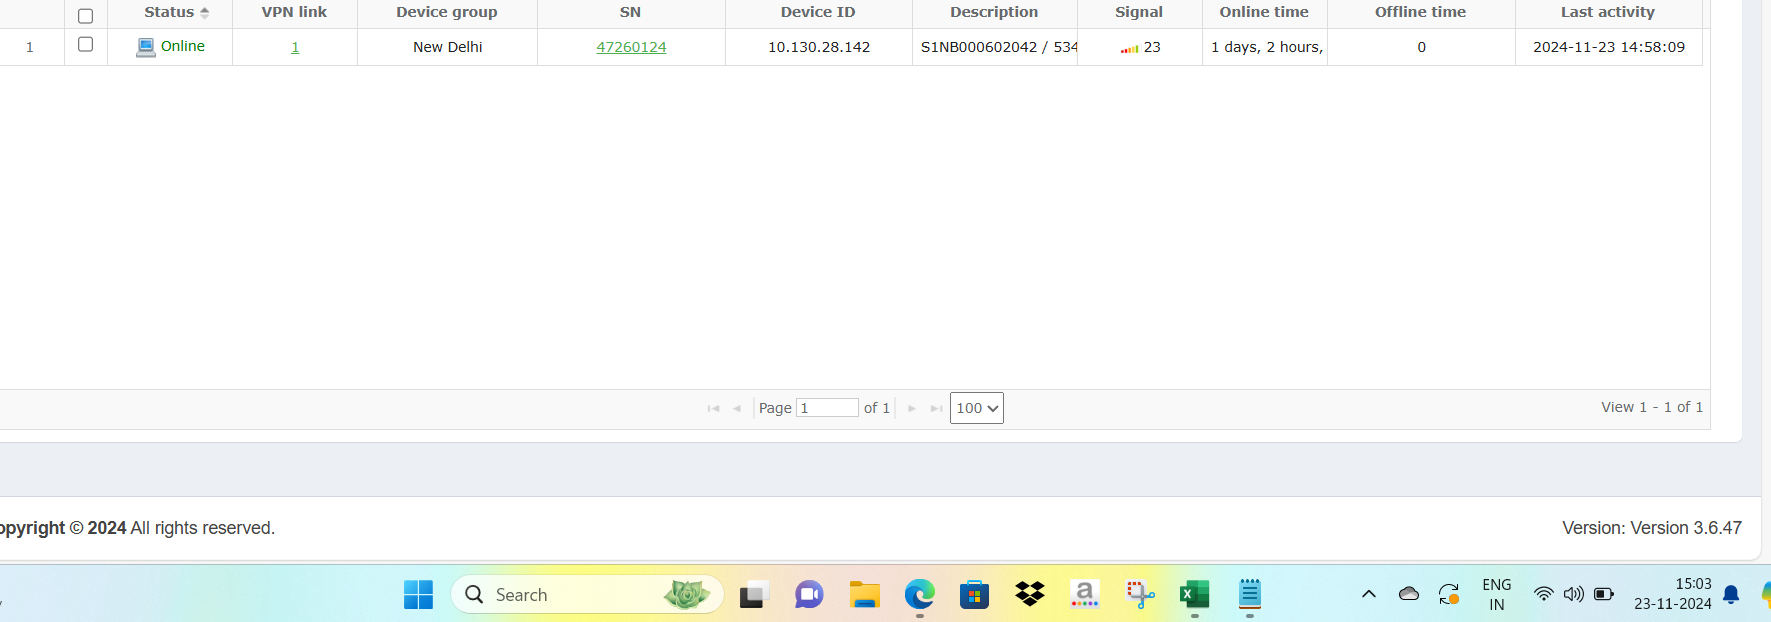 Status VPN link Device group SN Device ID Description Signal Online time Offline time Last activity
1 Online 1 New Delhi 47260124 10.130.28.142 S1NB000602042 / 534 23 1 days, 2 hours, 0 2024-11-23 14:58:09
Page 1 of 1 100 View 1 - 1 of 1
opyright © 2024 All rights reserved. Version: Version 3.6.47
Search a X ENG 15:03
IN 23-11-2024